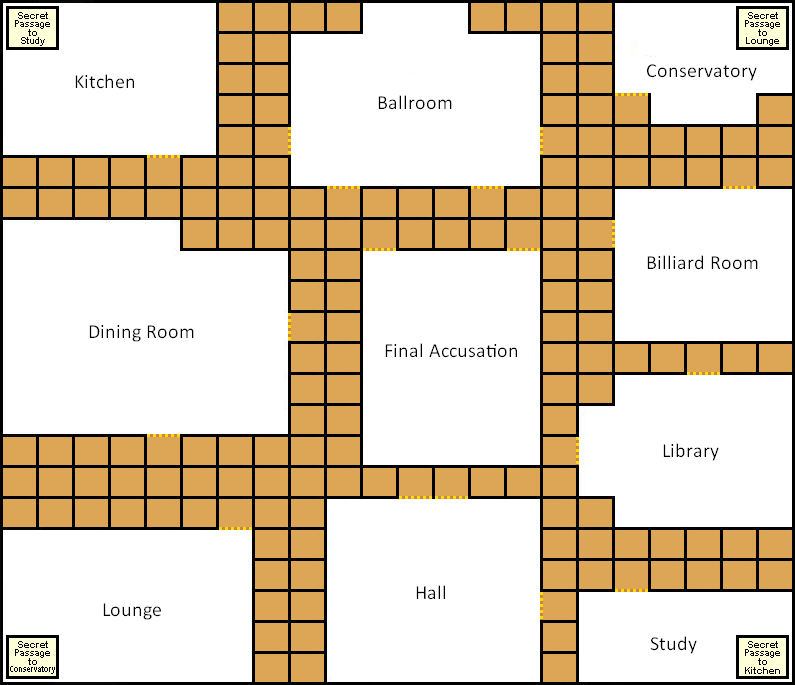 Secret
Passage
to
Study
Kitchen
Ballroom
Conservatory
Secret
Passage
to
Lounge
Billiard Room
Dining Room
Final Accusation
Library
Lounge
Hall
Study
Secret
Passage
to
Conservatory
Secret
Passage
to
Kitchen